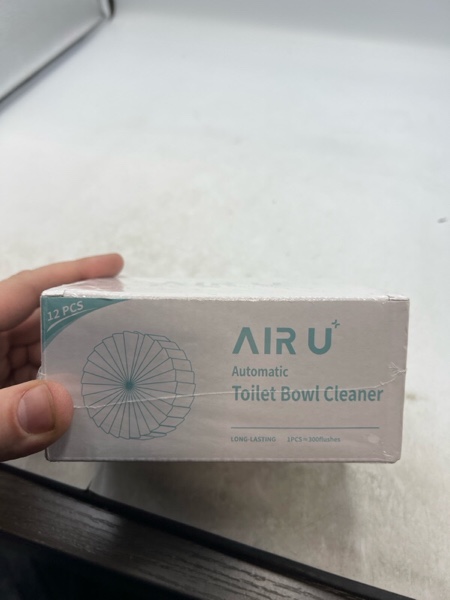 12 PCS
AIR U+
Automatic
Toilet Bowl Cleaner
LONG-LASTING 1PCS≈300flushes